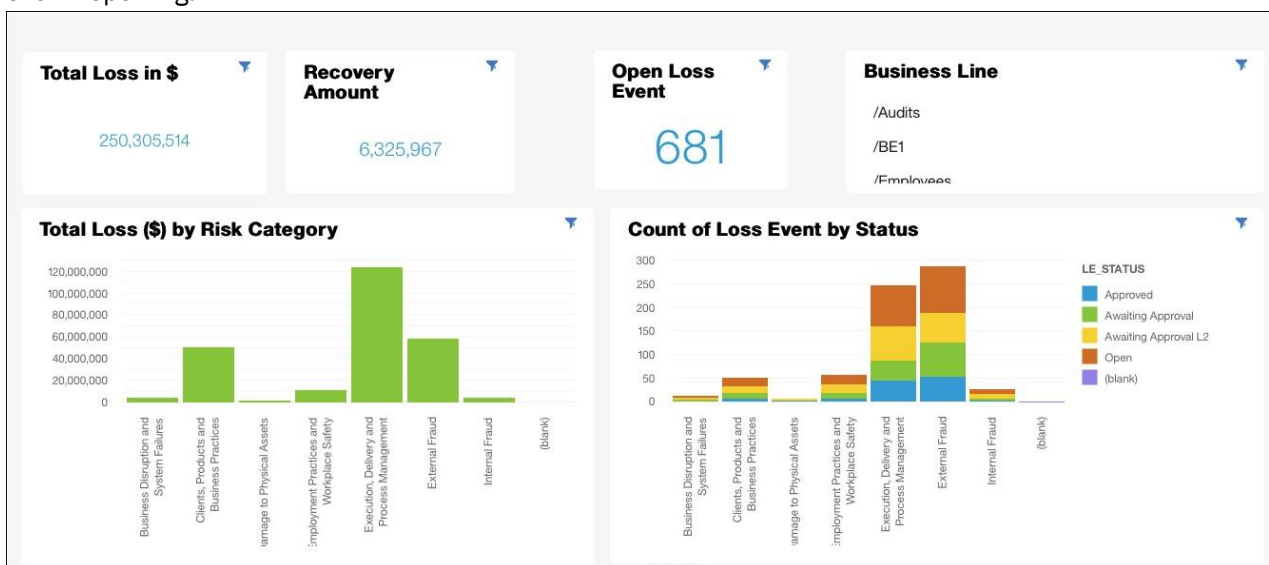 Total Loss in $
250,305,514
Recovery
Amount
6,325,967
Open Loss
Event
681
Business Line
/Audits
/BE1
/Employees
Total Loss ($) by Risk Category
120,000,000
100,000,000
80,000,000
60,000,000
40,000,000
20,000,000
0
Business Disruption and
System Failures
Clients, Products and
Business Practices
amage to Physical Assets
mployment Practices and
Workplace Safety
Execution, Delivery and
Process Management
External Fraud
Internal Fraud
(blank)
Count of Loss Event by Status
300
250
200
150
100
50
0
Business Disruption and
System Failures
Clients, Products and
Business Practices
amage to Physical Assets
mployment Practices and
Workplace Safety
Execution, Delivery and
Process Management
External Fraud
Internal Fraud
(blank)
LE_STATUS
Approved
Awaiting Approval
Awaiting Approval L2
Open
(blank)